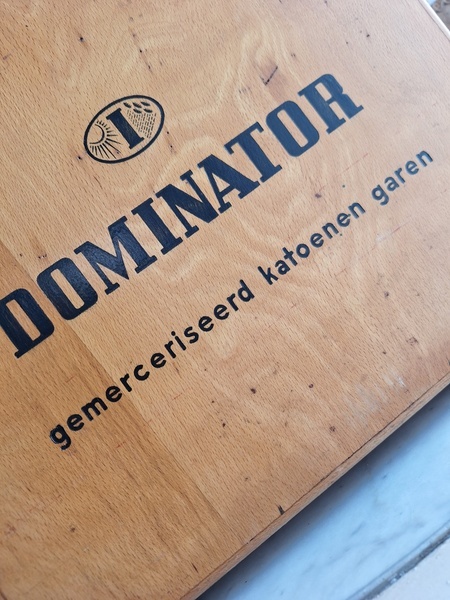 I
DOMINATOR
gemerceriseerd katoenen garen